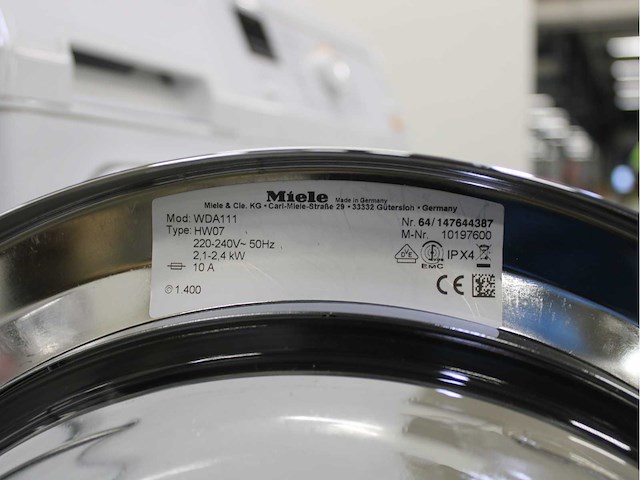 Miele Made in Germany
Miele & Cie. KG • Carl-Miele-Straße 29 • 33332 Gütersloh • Germany
Mod: WDA111
Nr. 64/147644387
Type: HW07
M-Nr. 10197600
220-240V~ 50Hz
2,1-2,4 kW
10 A
IPX4
EMC
1.400
CE